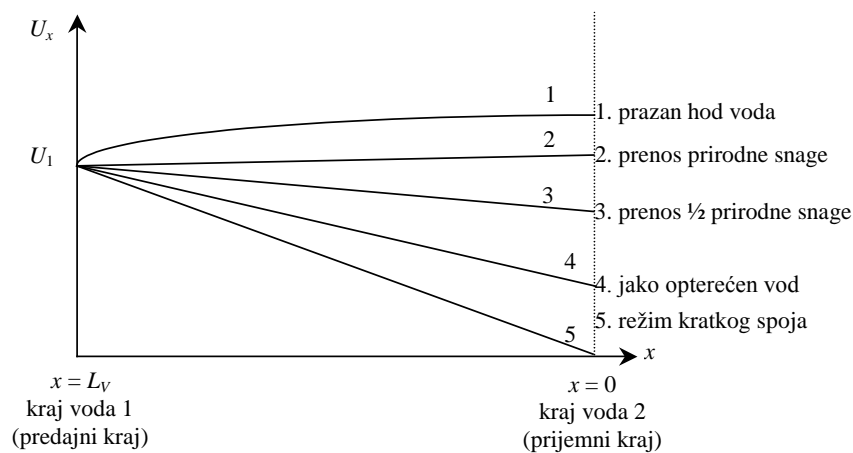 Uₓ
1
1. prazan hod voda
U₁
2
2. prenos prirodne snage
3
3. prenos ½ prirodne snage
4
4. jako opterećen vod
5. režim kratkog spoja
5
x
x = L_V
kraj voda 1
(predajni kraj)
x = 0
kraj voda 2
(prijemni kraj)